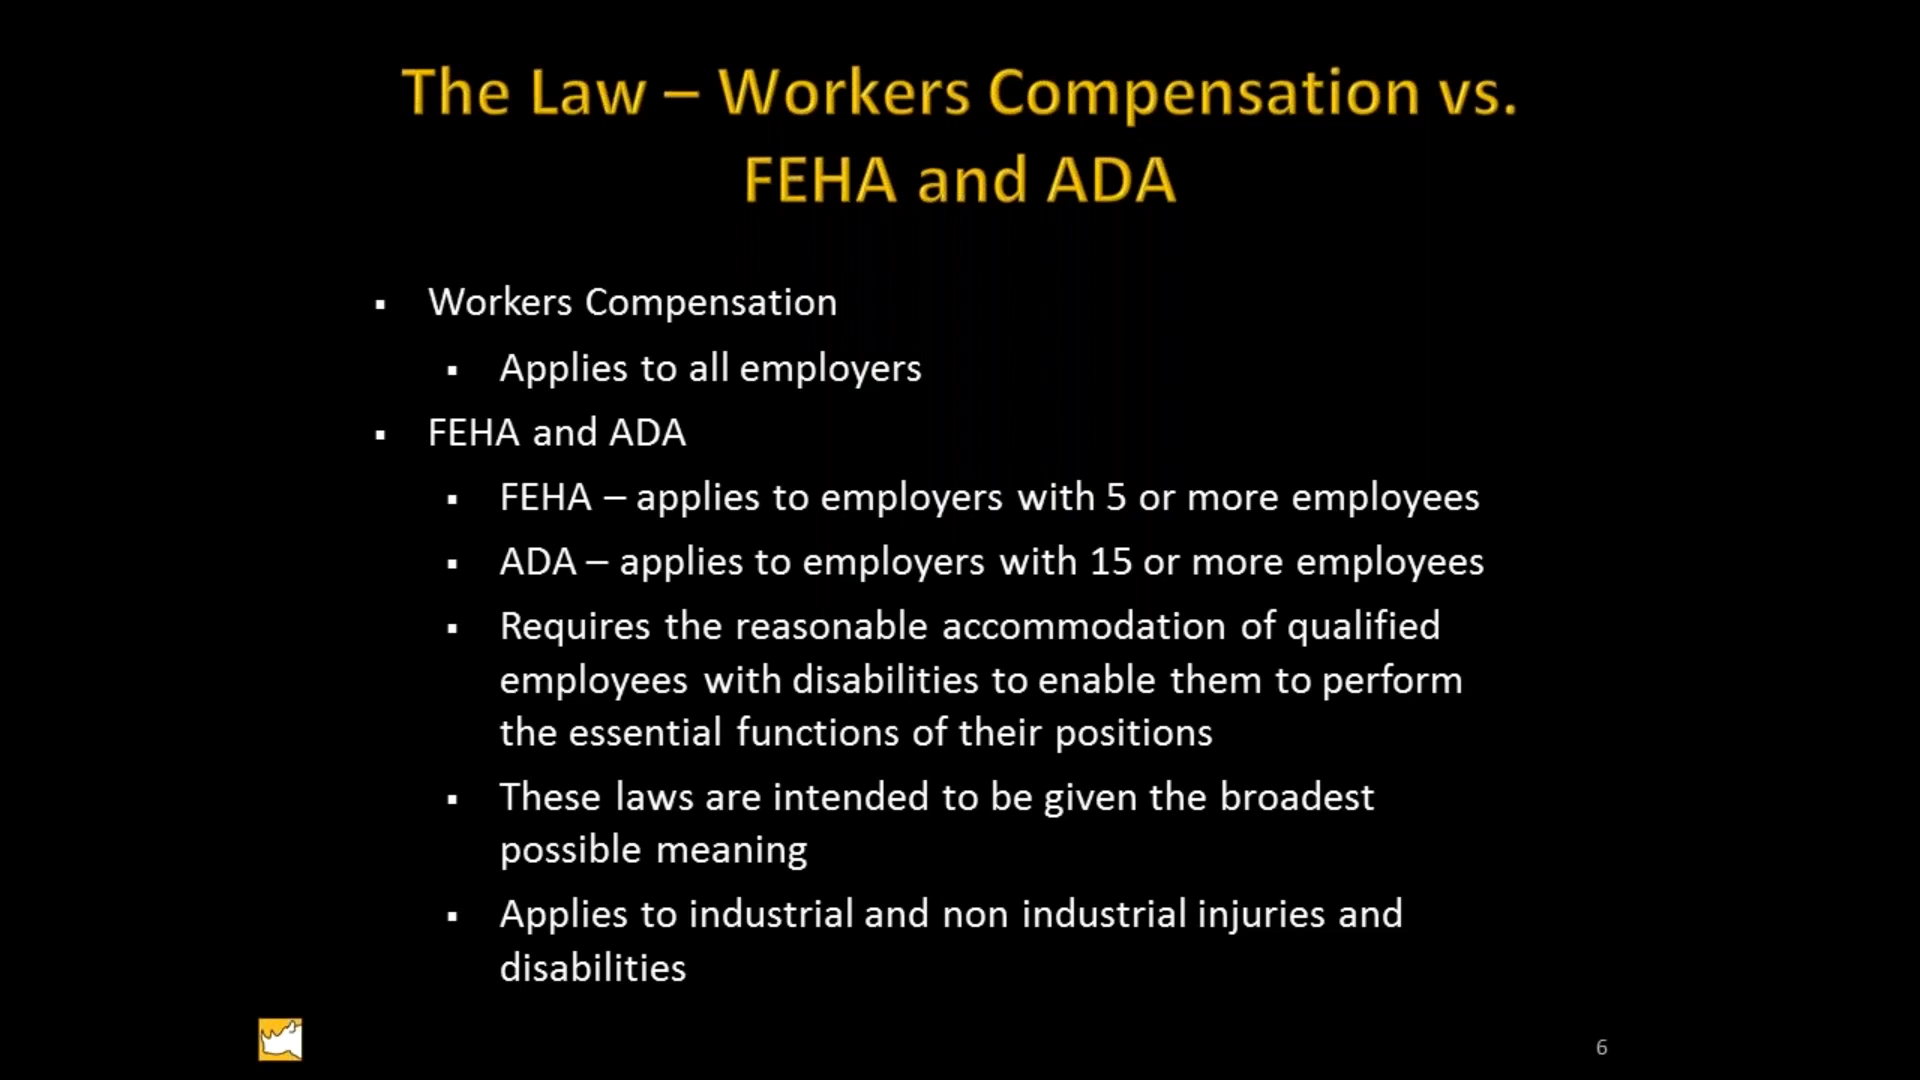 The Law – Workers Compensation vs.
FEHA and ADA
▪ Workers Compensation
▪ Applies to all employers
▪ FEHA and ADA
▪ FEHA – applies to employers with 5 or more employees
▪ ADA – applies to employers with 15 or more employees
▪ Requires the reasonable accommodation of qualified
employees with disabilities to enable them to perform
the essential functions of their positions
▪ These laws are intended to be given the broadest
possible meaning
▪ Applies to industrial and non industrial injuries and
disabilities
6